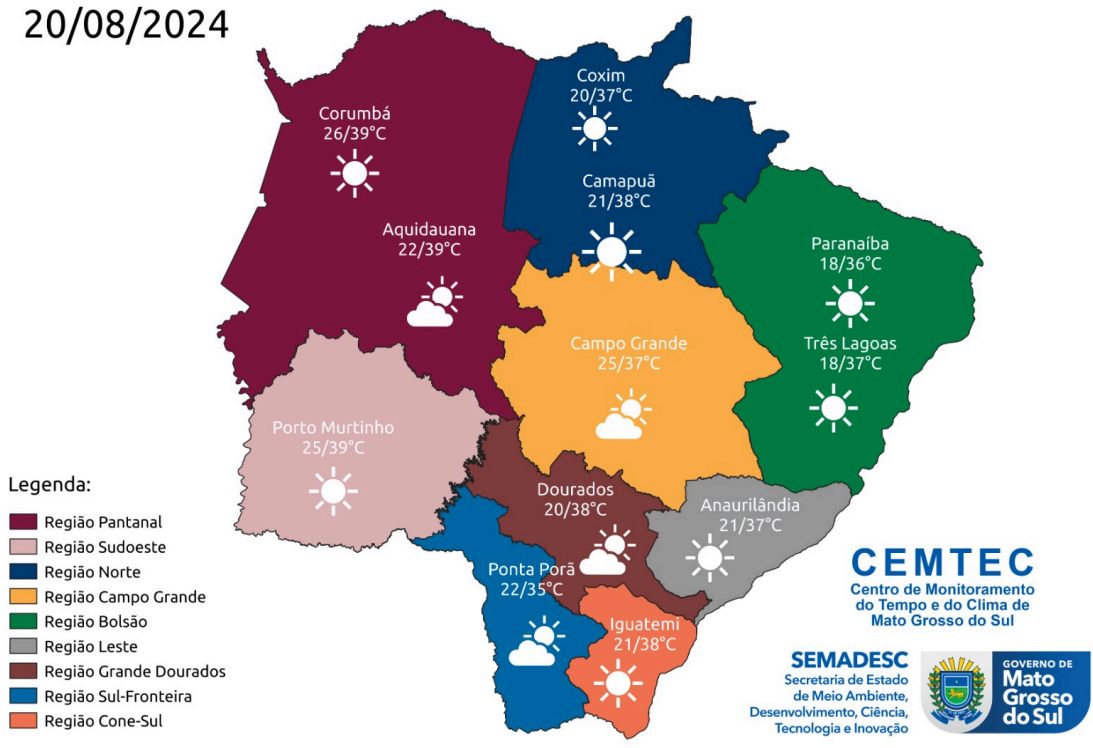 20/08/2024
Coxim
20/37°C
Corumbá
26/39°C
Camapuã
21/38°C
Aquidauana
22/39°C
Paranaíba
18/36°C
Campo Grande
25/37°C
Três Lagoas
18/37°C
Porto Murtinho
25/39°C
Dourados
20/38°C
Anaurilândia
21/37°C
Ponta Porã
22/35°C
Iguatemi
21/38°C
Legenda:
Região Pantanal
Região Sudoeste
Região Norte
Região Campo Grande
Região Bolsão
Região Leste
Região Grande Dourados
Região Sul-Fronteira
Região Cone-Sul
CEMTEC
Centro de Monitoramento
do Tempo e do Clima de
Mato Grosso do Sul
SEMADESC
Secretaria de Estado
de Meio Ambiente,
Desenvolvimento, Ciência,
Tecnologia e Inovação
GOVERNO DE
Mato
Grosso
do Sul